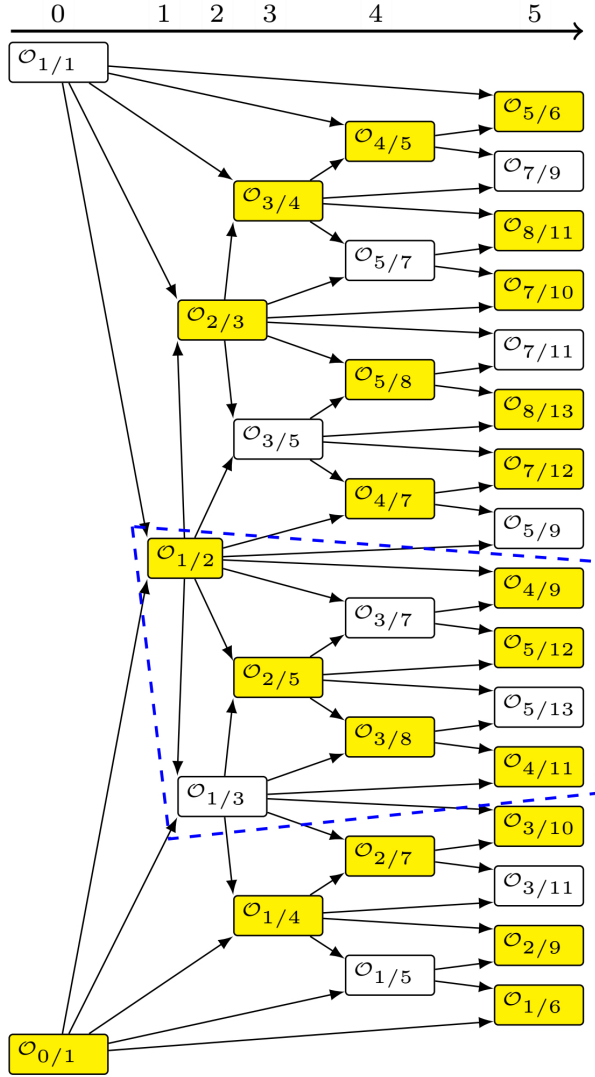 0 1 2 3 4 5
𝒪1/1
𝒪5/6
𝒪4/5
𝒪7/9
𝒪3/4
𝒪8/11
𝒪5/7
𝒪7/10
𝒪2/3
𝒪7/11
𝒪5/8
𝒪8/13
𝒪3/5
𝒪7/12
𝒪4/7
𝒪5/9
𝒪1/2
𝒪4/9
𝒪3/7
𝒪5/12
𝒪2/5
𝒪5/13
𝒪3/8
𝒪4/11
𝒪1/3
𝒪3/10
𝒪2/7
𝒪3/11
𝒪1/4
𝒪2/9
𝒪1/5
𝒪1/6
𝒪0/1